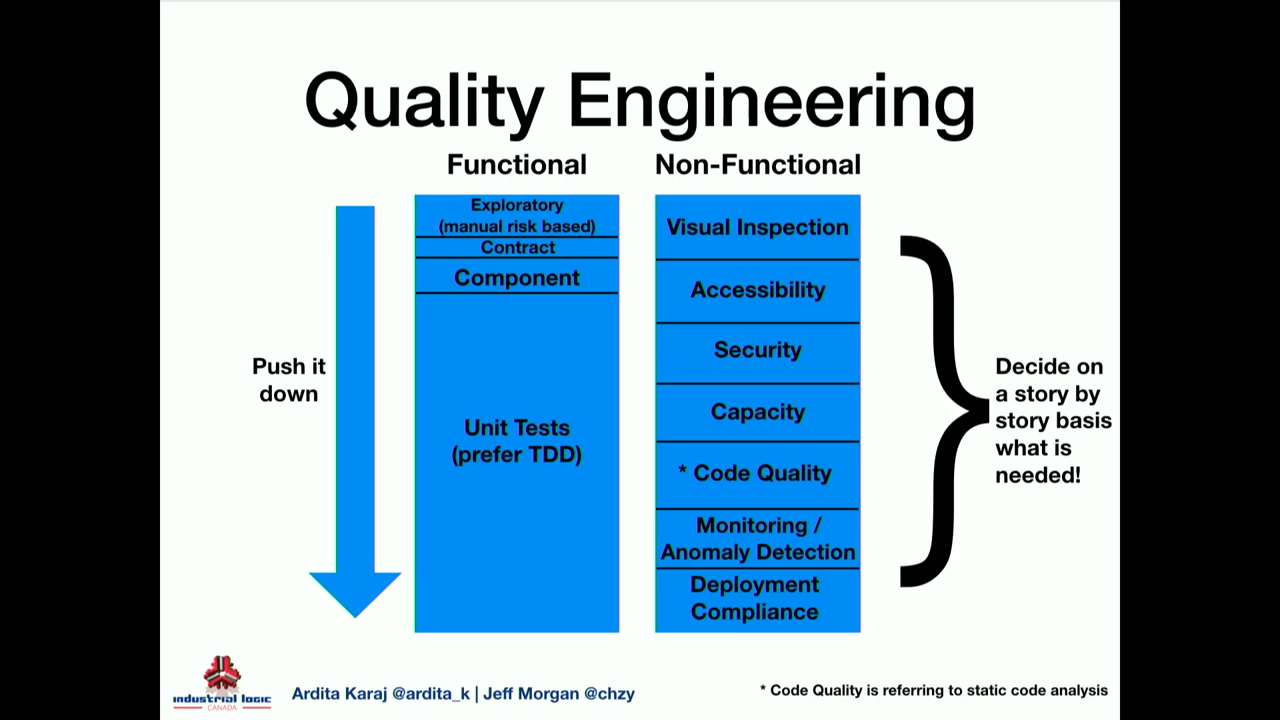 Quality Engineering
Functional
Non-Functional
Push it
down
Exploratory
(manual risk based)
Contract
Component
Unit Tests
(prefer TDD)
Visual Inspection
Accessibility
Security
Capacity
* Code Quality
Monitoring /
Anomaly Detection
Deployment
Compliance
Decide on
a story by
story basis
what is
needed!
industrial logic
CANADA
Ardita Karaj @ardita_k | Jeff Morgan @chzy
* Code Quality is referring to static code analysis